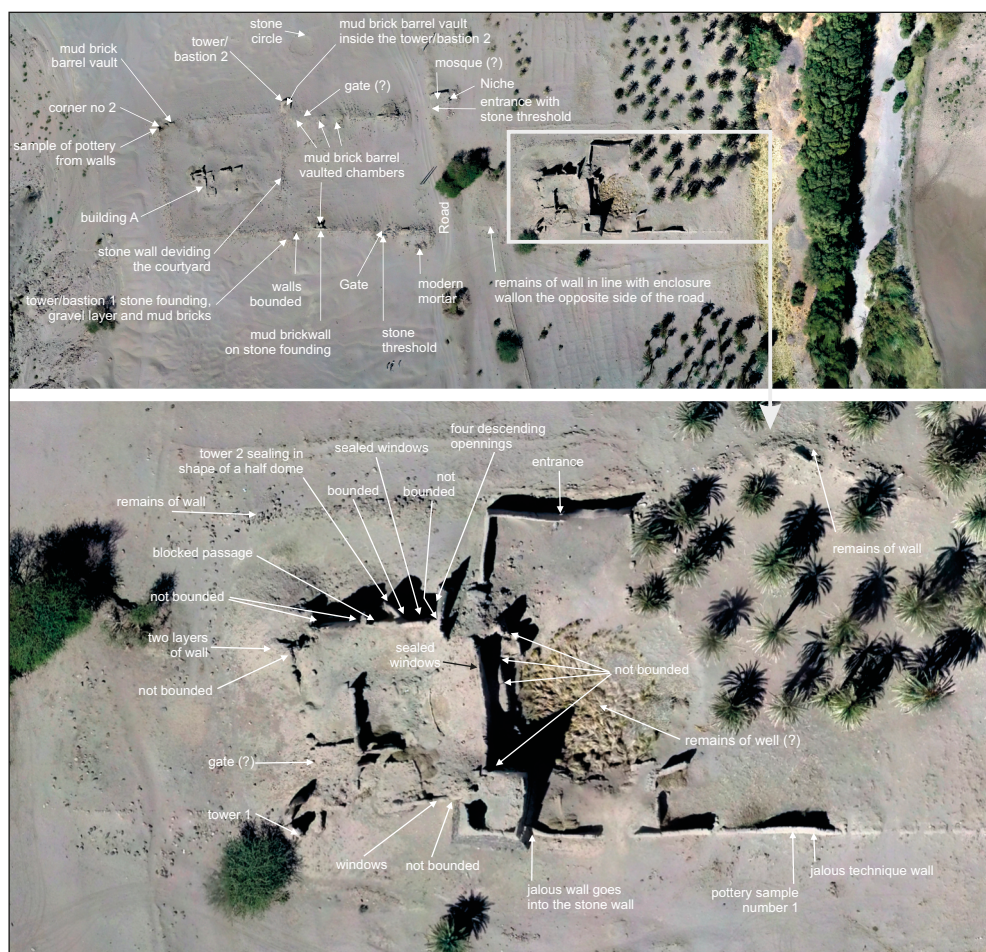 stone
circle
mud brick barrel vault
inside the tower/bastion 2
tower/
bastion 2
mud brick
barrel vault
gate (?)
mosque (?)
Niche
entrance with
stone threshold
corner no 2
sample of pottery
from walls
mud brick barrel
vaulted chambers
building A
Road
stone wall deviding
the courtyard
tower/bastion 1 stone founding,
gravel layer and mud bricks
walls
bounded
Gate
modern
mortar
remains of wall in line with enclosure
wallon the opposite side of the road
mud brickwall
on stone founding
stone
threshold
four descending
opennings
sealed windows
tower 2 sealing in
shape of a half dome
bounded
not
bounded
entrance
remains of wall
remains of wall
blocked passage
not bounded
two layers
of wall
sealed
windows
not bounded
not bounded
remains of well (?)
gate (?)
tower 1
windows
not bounded
jalous wall goes
into the stone wall
pottery sample
number 1
jalous technique wall